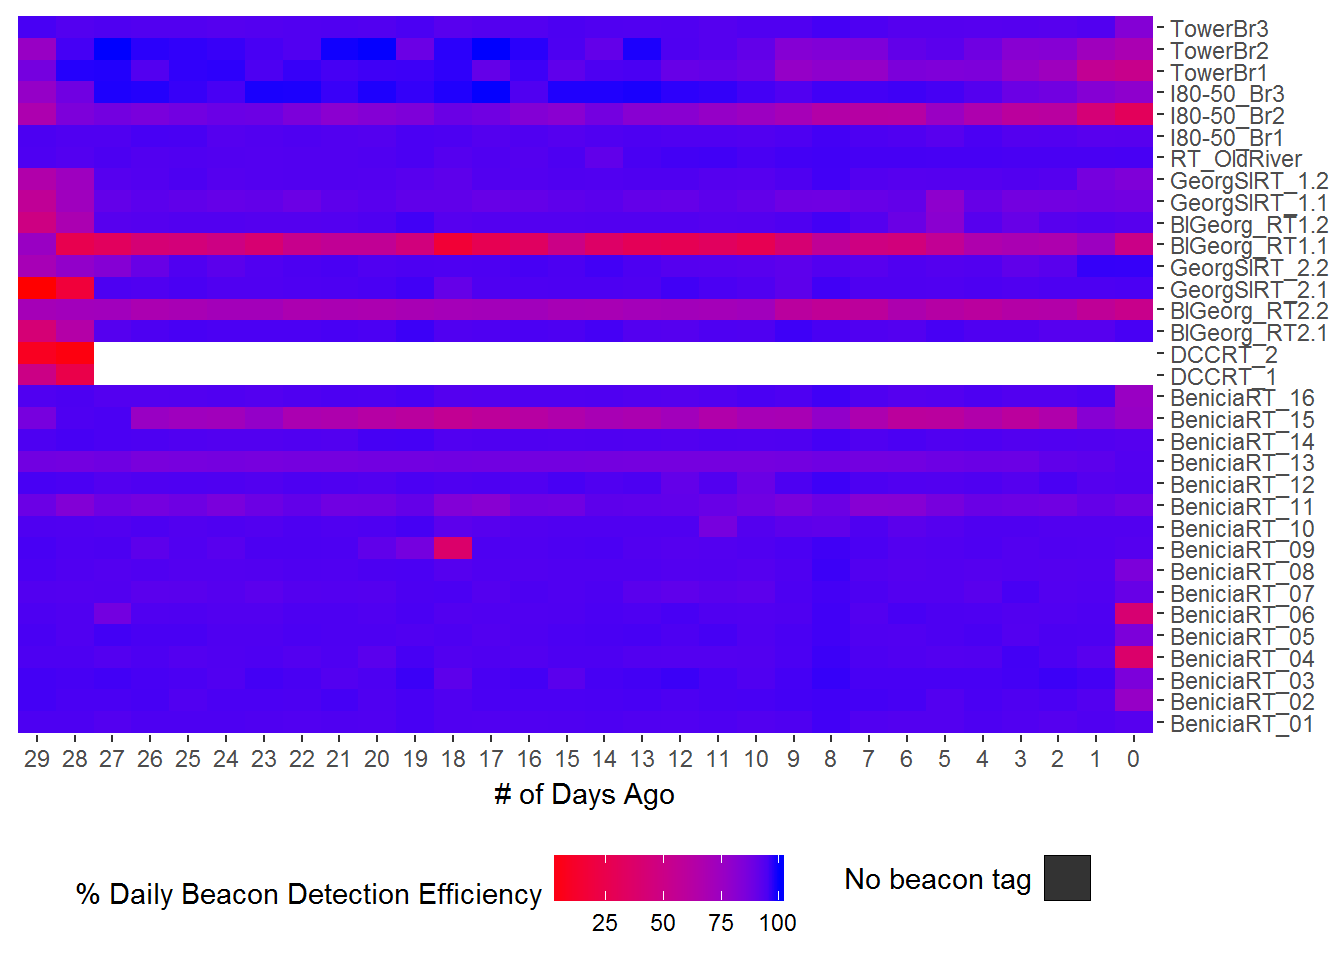 TowerBr3
TowerBr2
TowerBr1
I80-50_Br3
I80-50_Br2
I80-50_Br1
RT_OldRiver
GeorgSlRT_1.2
GeorgSlRT_1.1
BlGeorg_RT1.2
BlGeorg_RT1.1
GeorgSlRT_2.2
GeorgSlRT_2.1
BlGeorg_RT2.2
BlGeorg_RT2.1
DCCRT_2
DCCRT_1
BeniciaRT_16
BeniciaRT_15
BeniciaRT_14
BeniciaRT_13
BeniciaRT_12
BeniciaRT_11
BeniciaRT_10
BeniciaRT_09
BeniciaRT_08
BeniciaRT_07
BeniciaRT_06
BeniciaRT_05
BeniciaRT_04
BeniciaRT_03
BeniciaRT_02
BeniciaRT_01
29 28 27 26 25 24 23 22 21 20 19 18 17 16 15 14 13 12 11 10 9 8 7 6 5 4 3 2 1 0
# of Days Ago
% Daily Beacon Detection Efficiency
25 50 75 100
No beacon tag